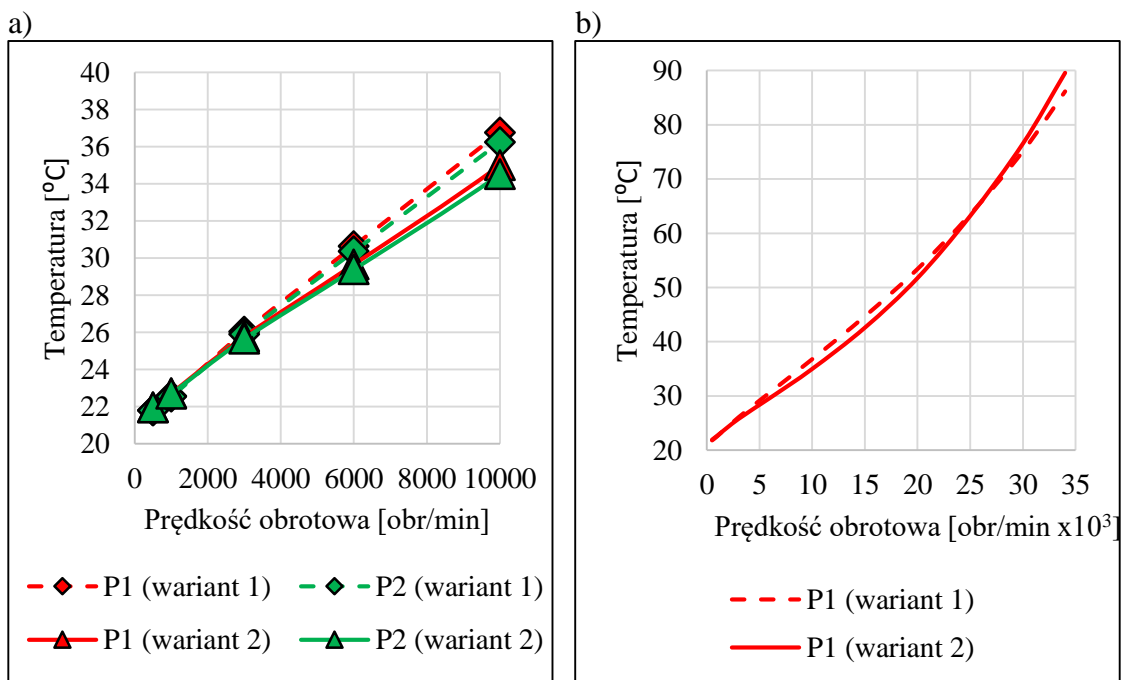 a)
Temperatura [°C]
40
38
36
34
32
30
28
26
24
22
20
0 2000 4000 6000 8000 10000
Prędkość obrotowa [obr/min]
P1 (wariant 1) P2 (wariant 1)
P1 (wariant 2) P2 (wariant 2)
b)
Temperatura [°C]
90
80
70
60
50
40
30
20
0 5 10 15 20 25 30 35
Prędkość obrotowa [obr/min x10³]
P1 (wariant 1)
P1 (wariant 2)